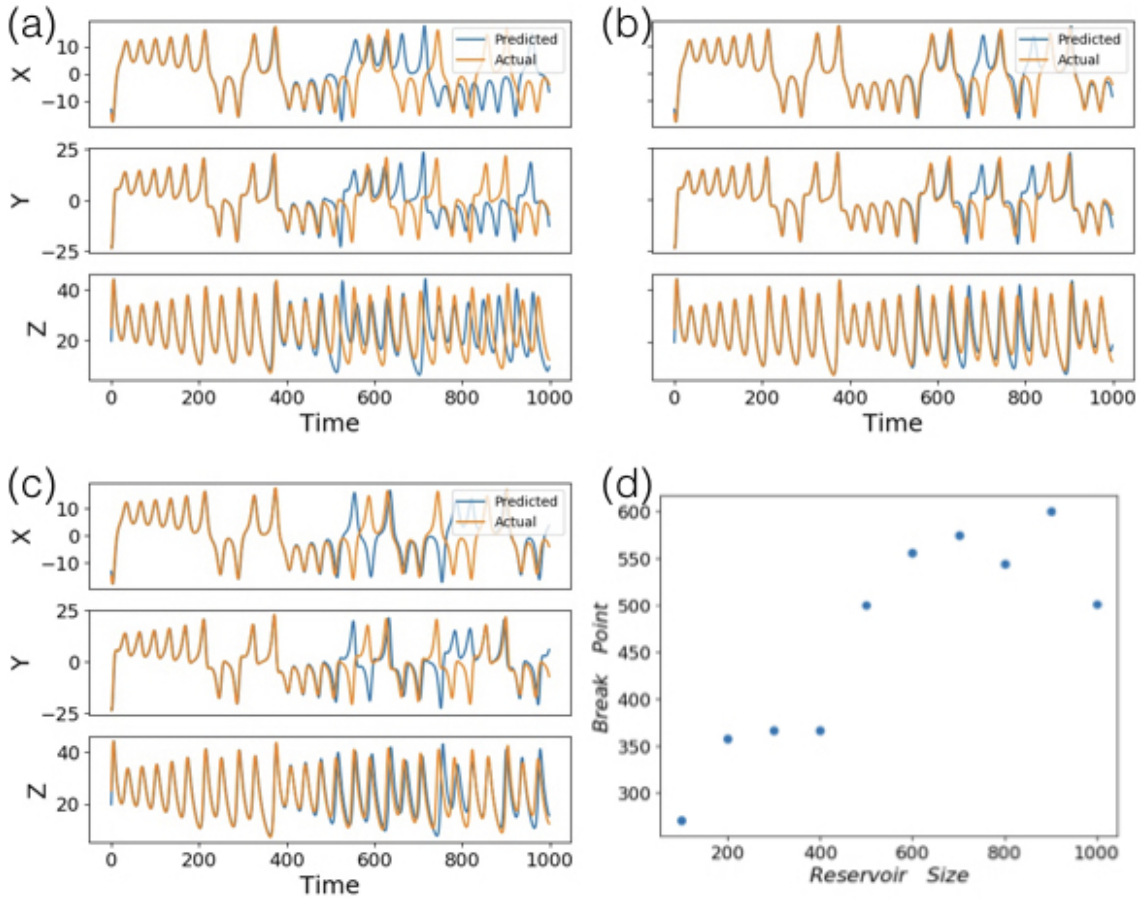 (a)
Predicted
Actual
X
10
0
−10
Y
25
0
−25
Z
40
20
0 200 400 600 800 1000
Time
(b)
Predicted
Actual
0 200 400 600 800 1000
Time
(c)
Predicted
Actual
X
10
0
−10
Y
25
0
−25
Z
40
20
0 200 400 600 800 1000
Time
(d)
Break Point
600
550
500
450
400
350
300
200 400 600 800 1000
Reservoir Size